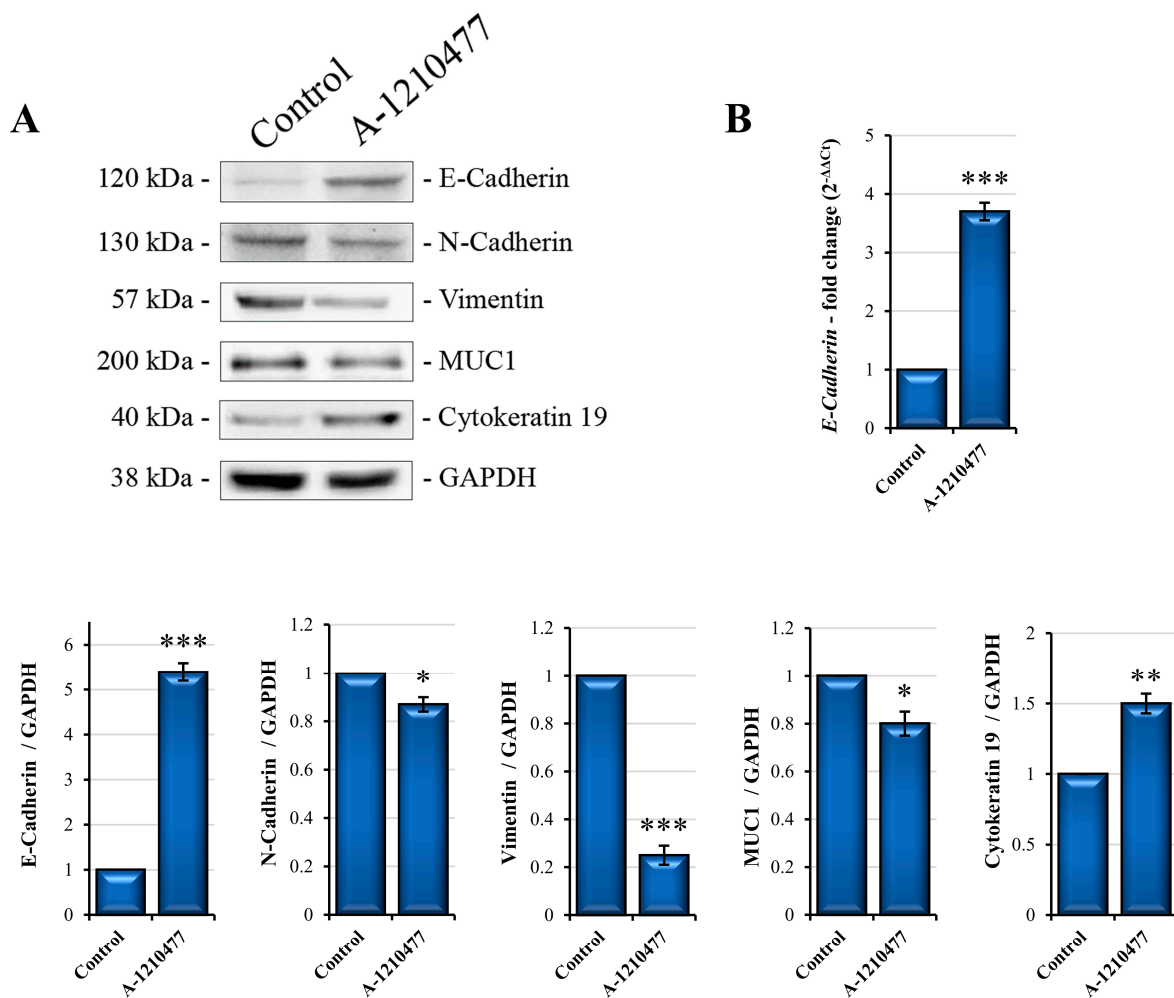 A
Control
A-1210477
120 kDa -
- E-Cadherin
130 kDa -
- N-Cadherin
57 kDa -
- Vimentin
200 kDa -
- MUC1
40 kDa -
- Cytokeratin 19
38 kDa -
- GAPDH
B
E-Cadherin - fold change (2-ΔΔCt)
5
4
3
2
1
0
***
Control
A-1210477
E-Cadherin / GAPDH
6
5
4
3
2
1
0
***
Control
A-1210477
N-Cadherin / GAPDH
1.2
1
0.8
0.6
0.4
0.2
0
*
Control
A-1210477
Vimentin / GAPDH
1.2
1
0.8
0.6
0.4
0.2
0
***
Control
A-1210477
MUC1 / GAPDH
1.2
1
0.8
0.6
0.4
0.2
0
*
Control
A-1210477
Cytokeratin 19 / GAPDH
2
1.5
1
0.5
0
**
Control
A-1210477